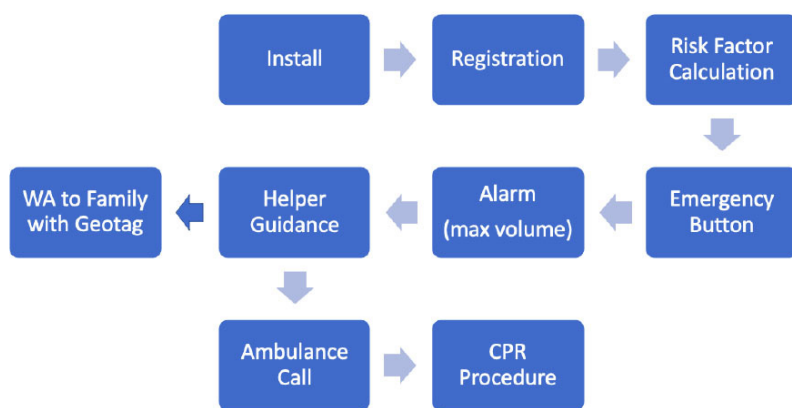 Install
Registration
Risk Factor
Calculation
WA to Family
with Geotag
Helper
Guidance
Alarm
(max volume)
Emergency
Button
Ambulance
Call
CPR
Procedure